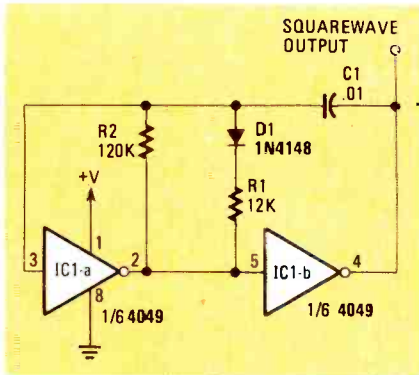 SQUAREWAVE
OUTPUT
C1
.01
R2
120K
D1
1N4148
+V
R1
12K
3
1
IC1-a
2
8
1/6 4049
5
IC1-b
4
1/6 4049